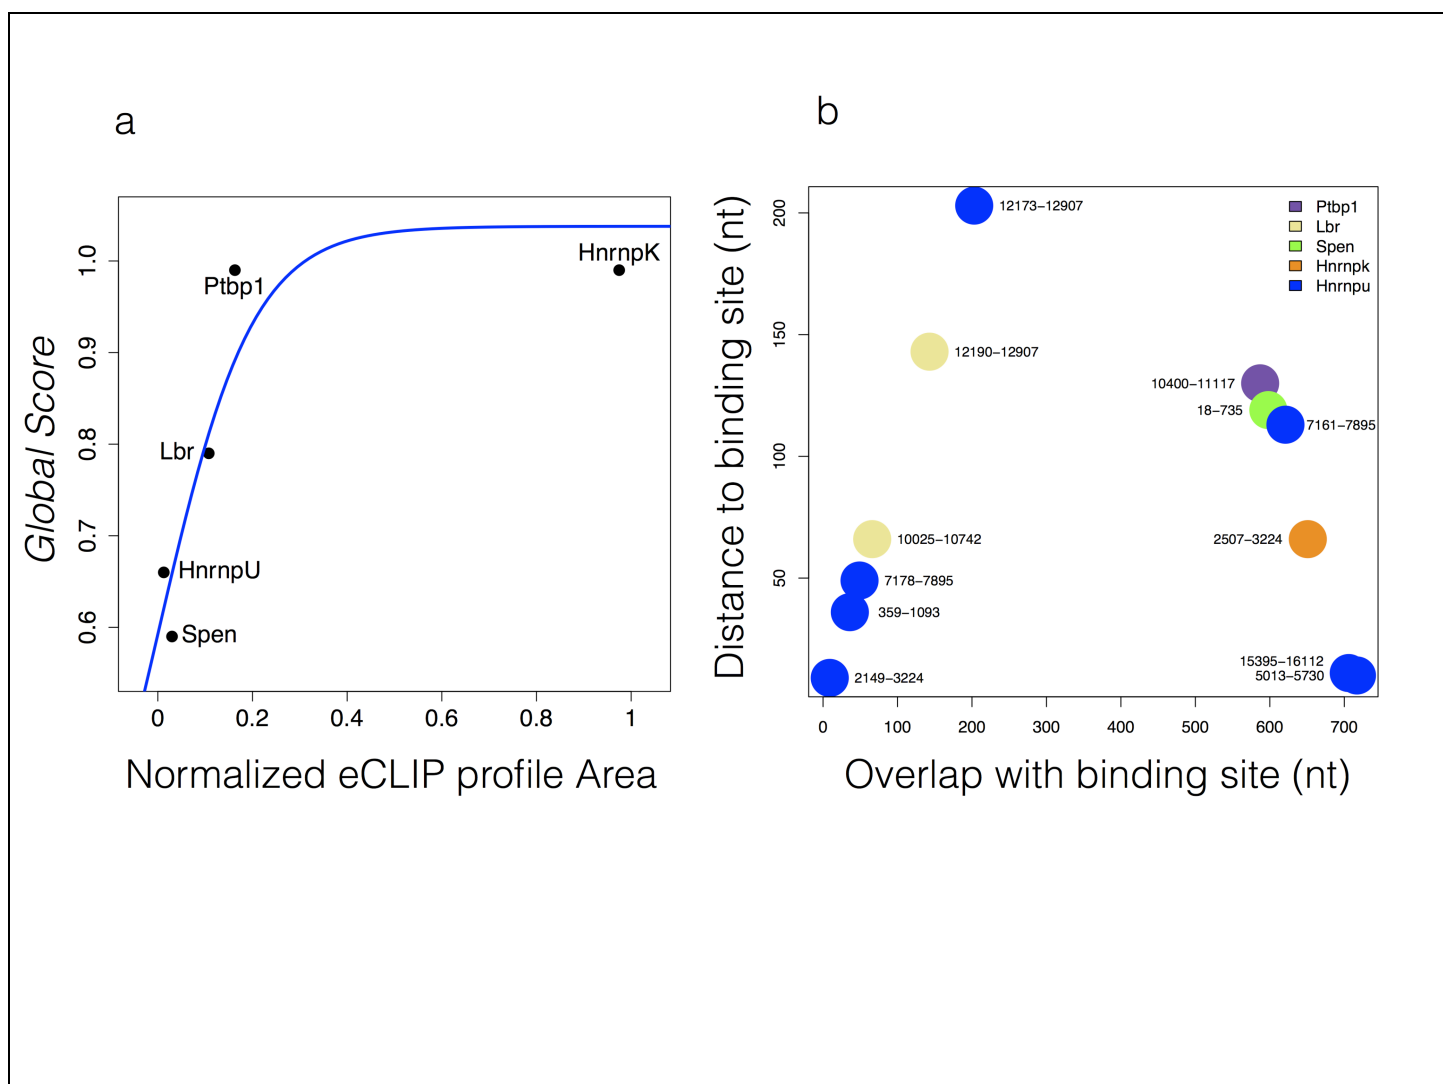 a
Global Score
1.0
0.9
0.8
0.7
0.6
HnrnpK
Ptbp1
Lbr
HnrnpU
Spen
0 0.2 0.4 0.6 0.8 1
Normalized eCLIP profile Area
b
Distance to binding site (nt)
200
150
100
50
Ptbp1
Lbr
Spen
Hnrnpk
Hnrnpu
12173−12907
12190−12907
10400−11117
18−735
7161−7895
10025−10742
2507−3224
7178−7895
359−1093
15395−16112
5013−5730
2149−3224
0 100 200 300 400 500 600 700
Overlap with binding site (nt)